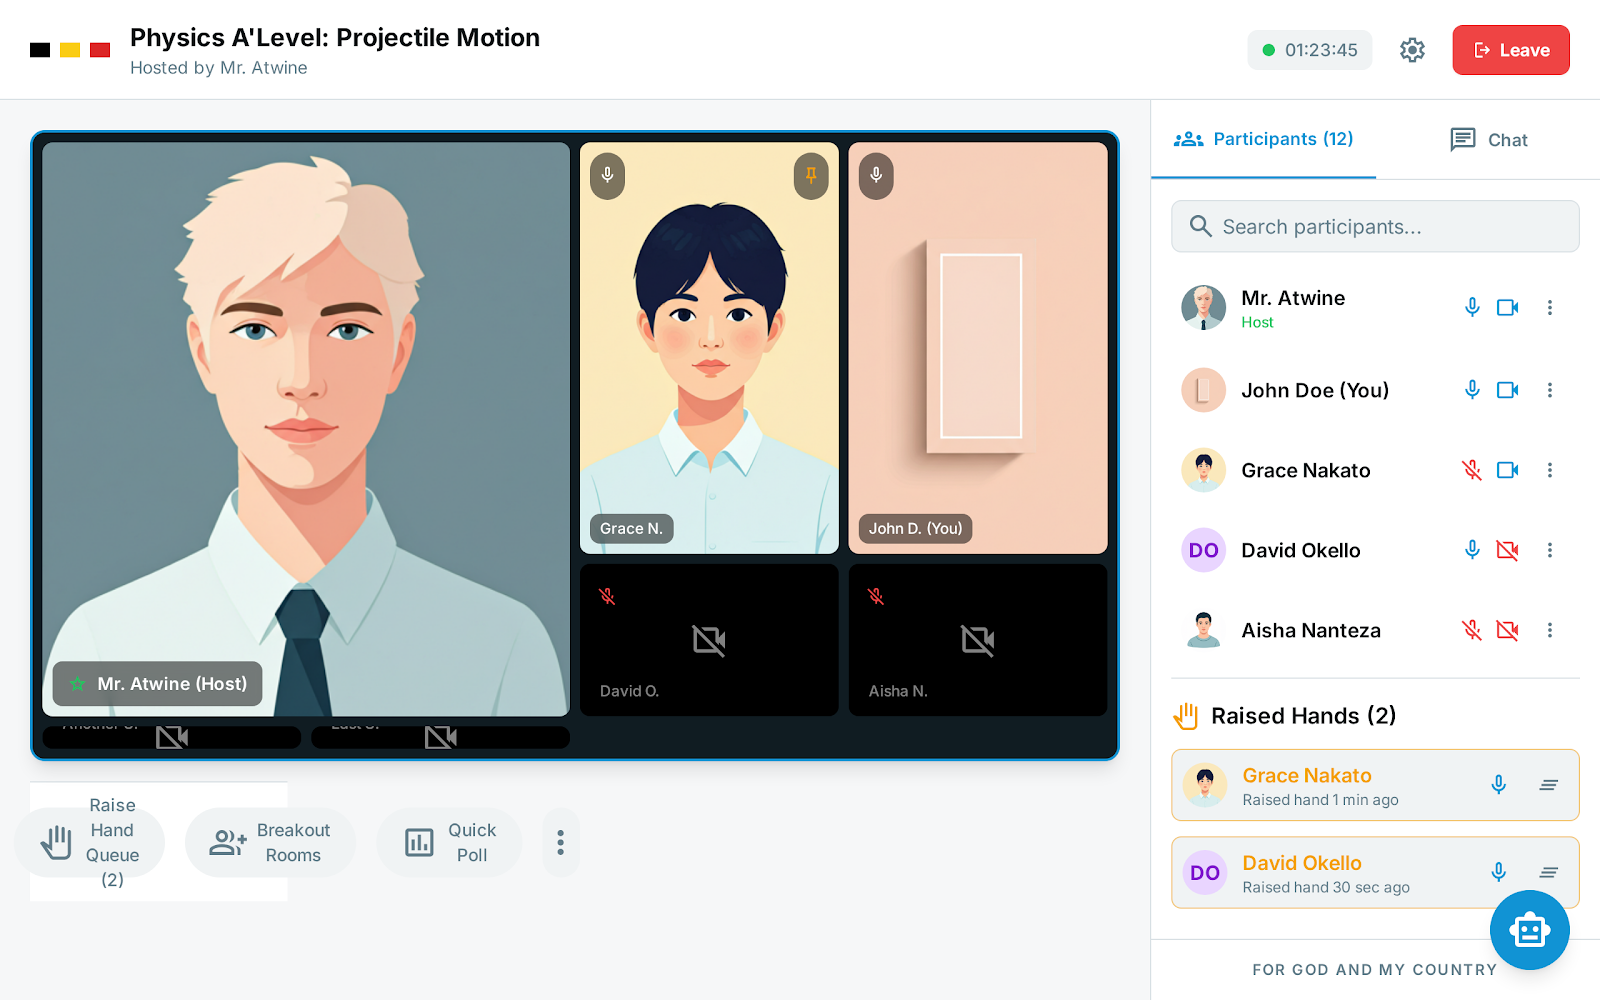 Physics A'Level: Projectile Motion
Hosted by Mr. Atwine
01:23:45
Leave
Grace N.
John D. (You)
Mr. Atwine (Host)
David O.
Aisha N.
Raise
Hand
Queue
(2)
Breakout
Rooms
Quick
Poll
Participants (12)
Chat
Search participants...
Mr. Atwine
Host
John Doe (You)
Grace Nakato
DO
David Okello
Aisha Nanteza
Raised Hands (2)
Grace Nakato
Raised hand 1 min ago
DO
David Okello
Raised hand 30 sec ago
FOR GOD AND MY COUNTRY